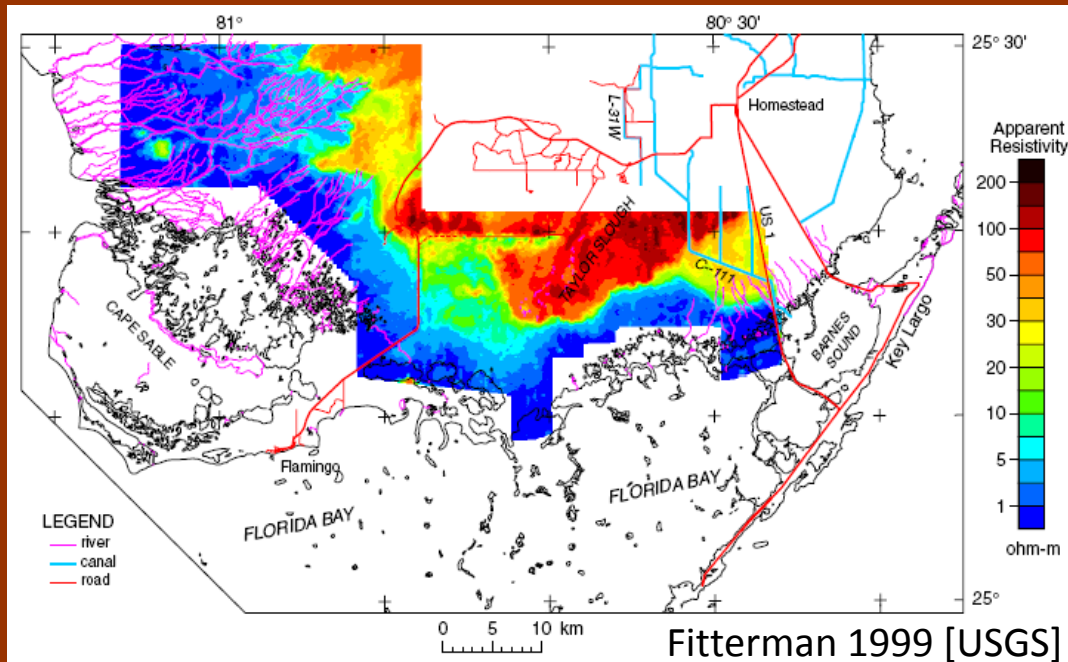 81°
80° 30'
25° 30'
Homestead
L-31W
Apparent
Resistivity
200
100
50
30
20
10
5
1
ohm-m
TAYLOR SLOUGH
US 1
C-111
CAPE SABLE
BARNES
SOUND
Key Largo
Flamingo
FLORIDA BAY
FLORIDA BAY
LEGEND
river
canal
road
25°
0 5 10 km
Fitterman 1999 [USGS]